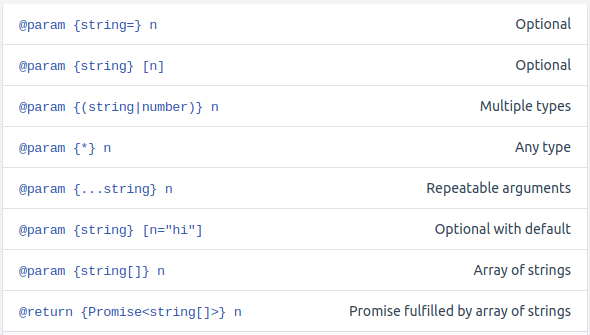 @param {string=} n Optional
@param {string} [n] Optional
@param {(string|number)} n Multiple types
@param {*} n Any type
@param {...string} n Repeatable arguments
@param {string} [n="hi"] Optional with default
@param {string[]} n Array of strings
@return {Promise<string[]>} n Promise fulfilled by array of strings